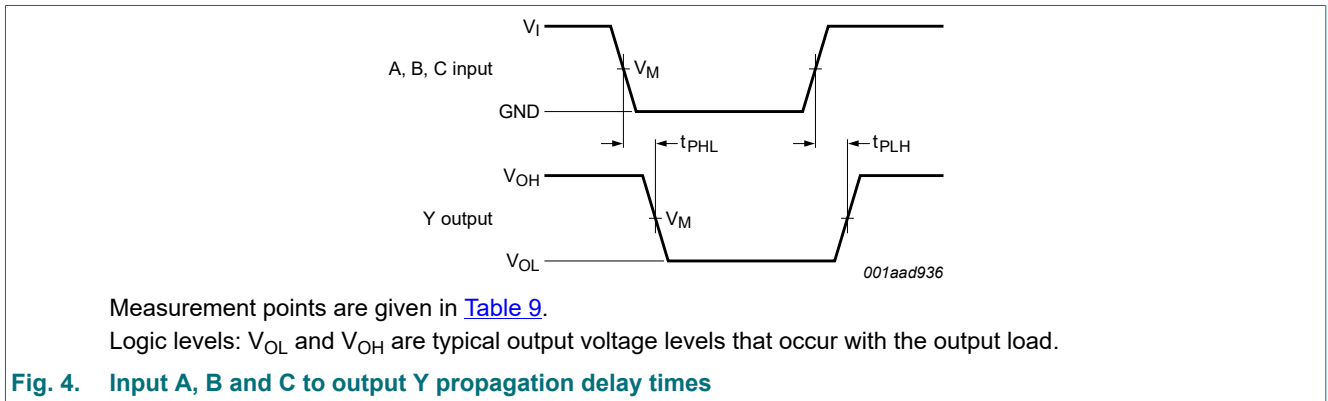 V_I
A, B, C input
V_M
GND
t_PHL
t_PLH
V_OH
Y output
V_M
V_OL
001aad936
Measurement points are given in Table 9.
Logic levels: V_OL and V_OH are typical output voltage levels that occur with the output load.
Fig. 4. Input A, B and C to output Y propagation delay times